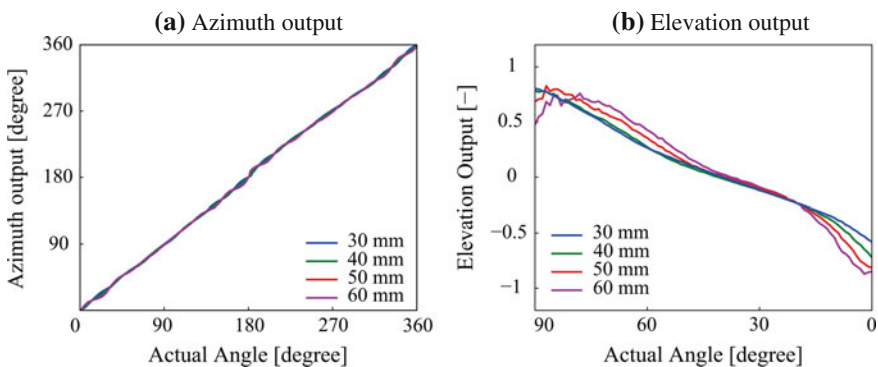 (a) Azimuth output
360
270
180
90
0
90
180
270
360
Azimuth output [degree]
Actual Angle [degree]
30 mm
40 mm
50 mm
60 mm
(b) Elevation output
1
0.5
0
−0.5
−1
90
60
30
0
Elevation Output [−]
Actual Angle [degree]
30 mm
40 mm
50 mm
60 mm